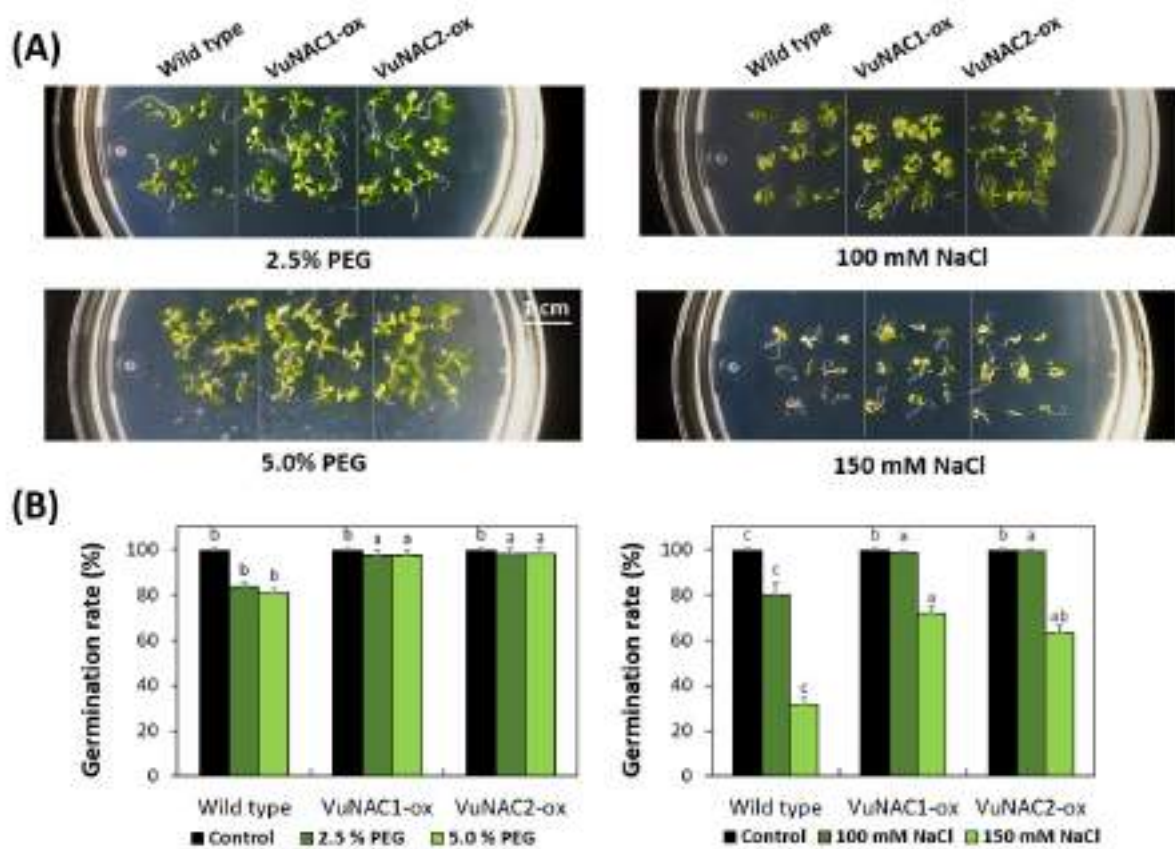 (A)
Wild type VuNAC1-ox VuNAC2-ox
Wild type VuNAC1-ox VuNAC2-ox
2.5% PEG
100 mM NaCl
1 cm
5.0% PEG
150 mM NaCl
(B)
Germination rate (%)
100
80
60
40
20
0
b b b
b a a
b a a
Wild type VuNAC1-ox VuNAC2-ox
Control 2.5 % PEG 5.0 % PEG
Germination rate (%)
100
80
60
40
20
0
c c c
b a a
b a ab
Wild type VuNAC1-ox VuNAC2-ox
Control 100 mM NaCl 150 mM NaCl